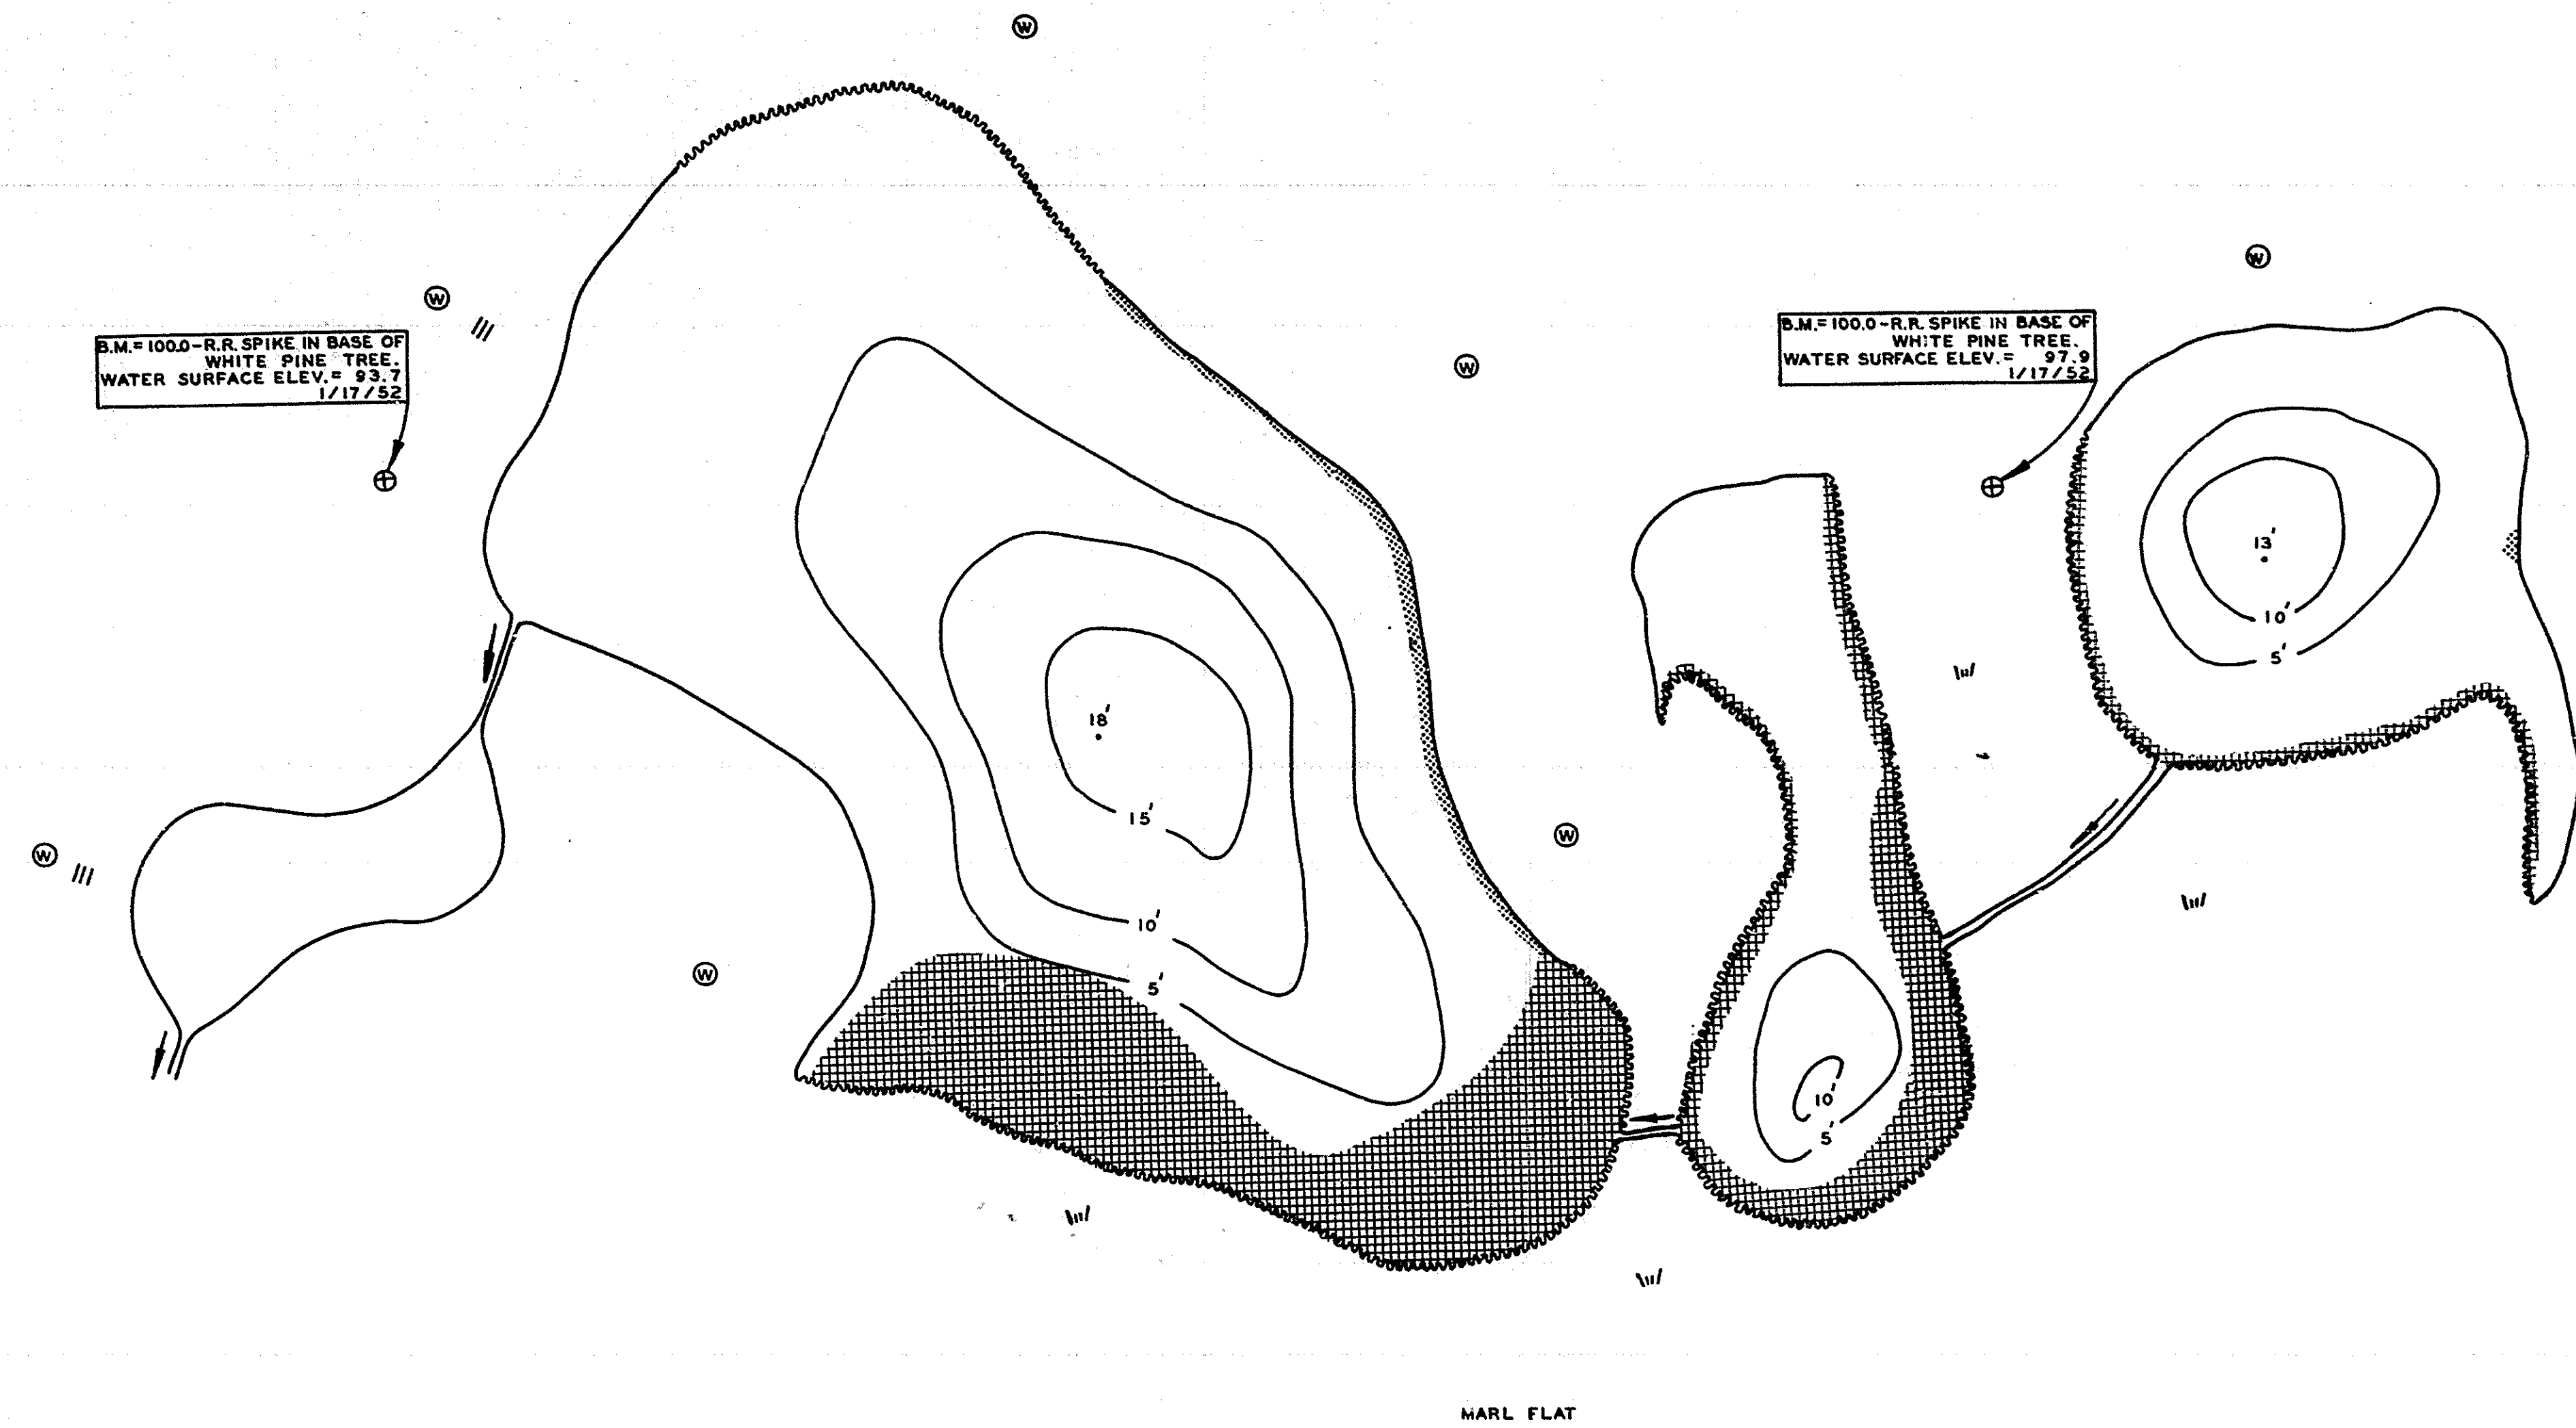 W
W
W
B.M.= 100.0-R.R. SPIKE IN BASE OF
WHITE PINE TREE.
WATER SURFACE ELEV.= 97.9
1/17/52
B.M.= 100.0-R.R. SPIKE IN BASE OF
WHITE PINE TREE.
WATER SURFACE ELEV.= 93.7
1/17/52
W
13'
10'
5'
18'
15'
W
W
10'
W
5'
10'
5'
MARL FLAT